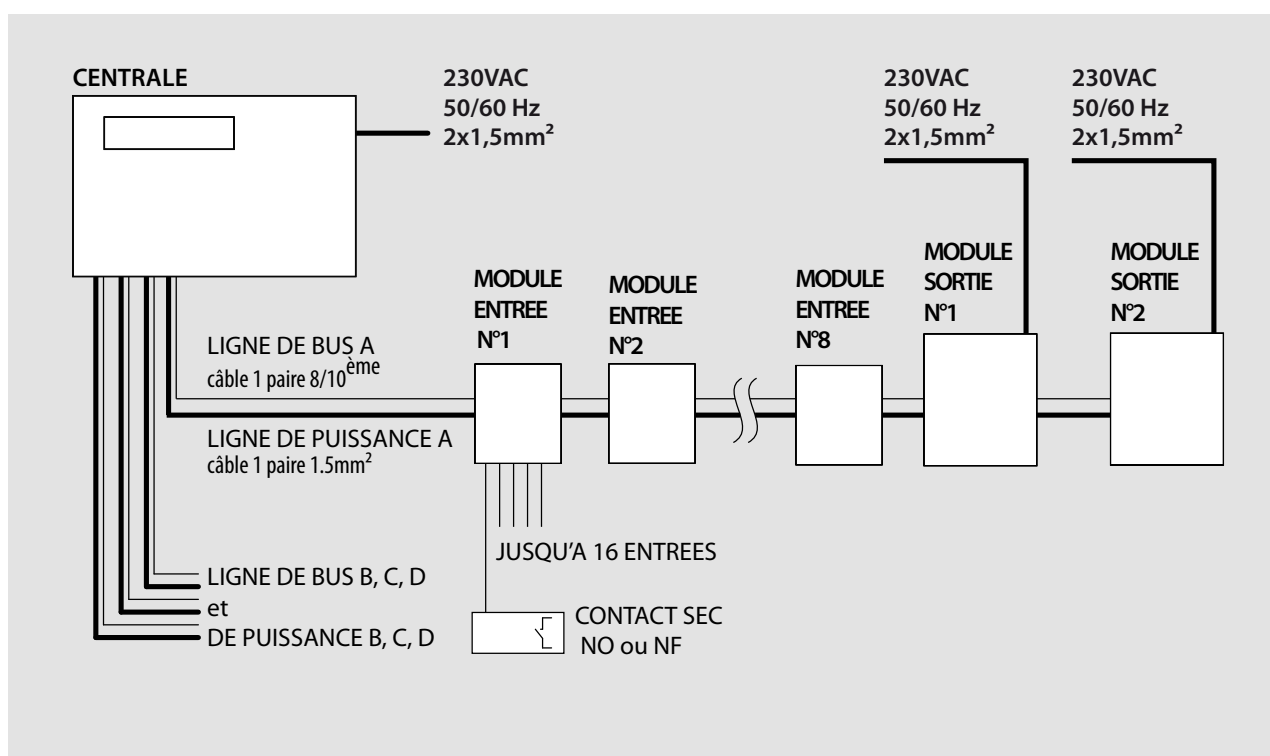 CENTRALE
230VAC
50/60 Hz
2x1,5mm²
230VAC
50/60 Hz
2x1,5mm²
230VAC
50/60 Hz
2x1,5mm²
MODULE
ENTREE
N°1
MODULE
ENTREE
N°2
MODULE
ENTREE
N°8
MODULE
SORTIE
N°1
MODULE
SORTIE
N°2
LIGNE DE BUS A
câble 1 paire 8/10ème
LIGNE DE PUISSANCE A
câble 1 paire 1.5mm²
JUSQU'A 16 ENTREES
LIGNE DE BUS B, C, D
et
DE PUISSANCE B, C, D
CONTACT SEC
NO ou NF